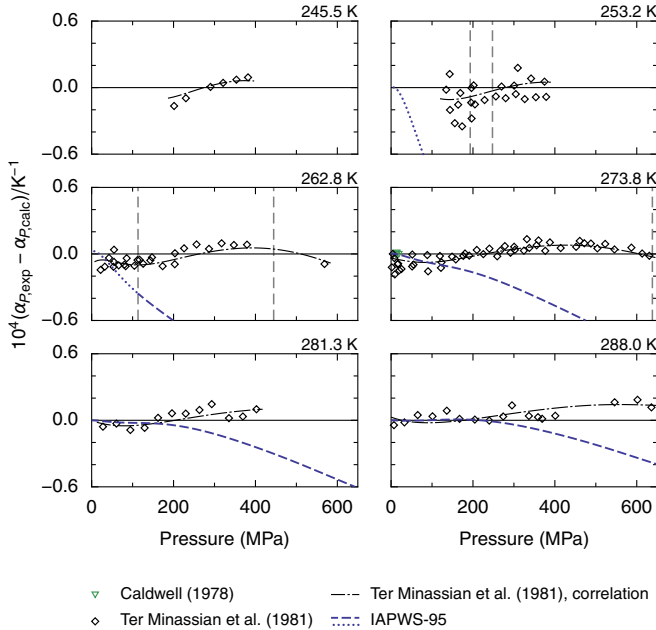 245.5 K
253.2 K
0.6
0.0
−0.6
262.8 K
273.8 K
0.6
0.0
−0.6
10⁴(α_P,exp − α_P,calc)/K⁻¹
281.3 K
288.0 K
0.6
0.0
−0.6
0 200 400 600
0 200 400 600
Pressure (MPa)
Pressure (MPa)
Caldwell (1978)
Ter Minassian et al. (1981)
Ter Minassian et al. (1981), correlation
IAPWS-95